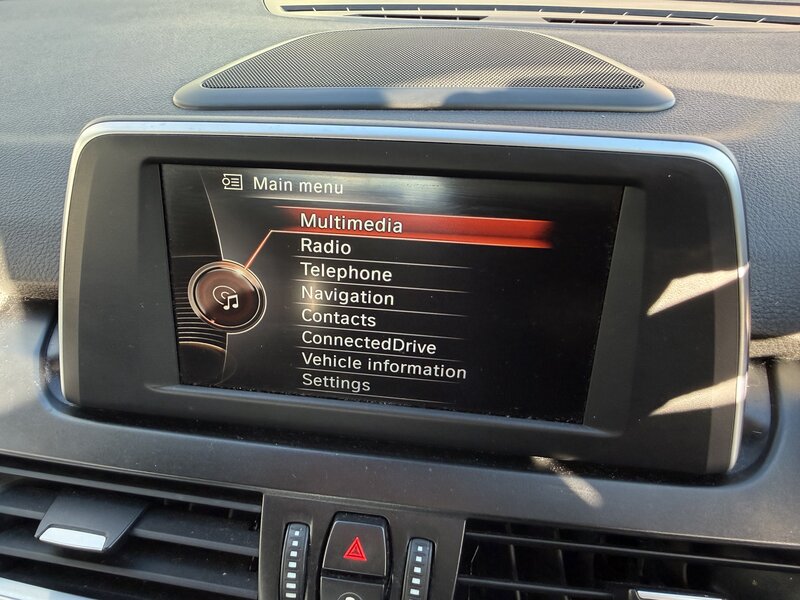 Main menu
Multimedia
Radio
Telephone
Navigation
Contacts
ConnectedDrive
Vehicle information
Settings